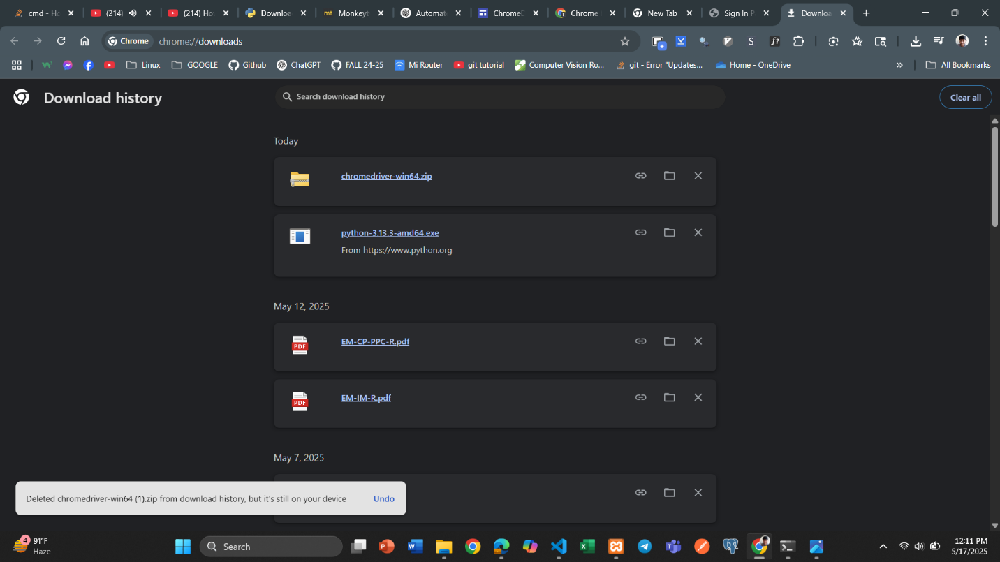 cmd - Ho
(214)
(214) Ho
Downloa
mt
Monkeyt
Automat
ChromeD
Chrome
New Tab
Sign In P
Downloa
Chrome
chrome://downloads
S
f?
Linux
GOOGLE
Github
ChatGPT
FALL 24-25
Mi Router
git tutorial
Computer Vision Ro...
git - Error "Updates...
Home - OneDrive
»
All Bookmarks
Download history
Search download history
Clear all
Today
chromedriver-win64.zip
python-3.13.3-amd64.exe
From https://www.python.org
May 12, 2025
PDF
EM-CP-PPC-R.pdf
PDF
EM-IM-R.pdf
May 7, 2025
Deleted chromedriver-win64 (1).zip from download history, but it's still on your device
Undo
4
91°F
Haze
Search
12:11 PM
5/17/2025